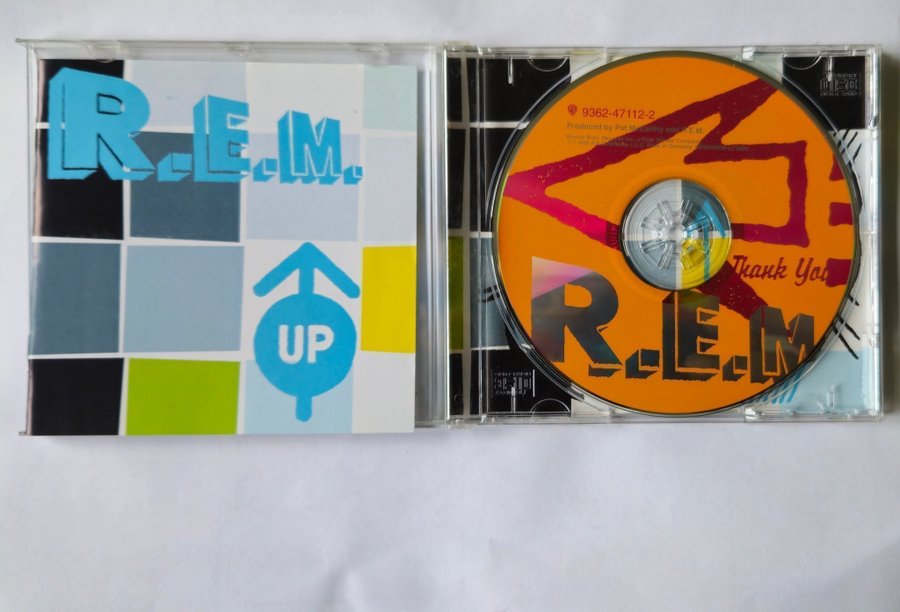 R.E.M.
UP
9362-47112-2
Produced by Pat McCarthy and R.E.M.
Thank You
R.E.M